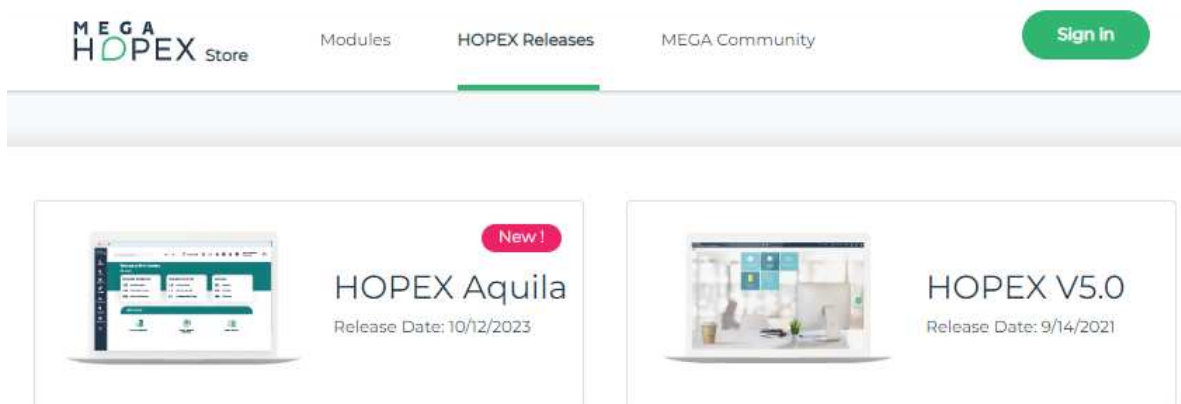 MEGA
HOPEX Store
Modules
HOPEX Releases
MEGA Community
Sign in
New !
HOPEX Aquila
Release Date: 10/12/2023
HOPEX V5.0
Release Date: 9/14/2021